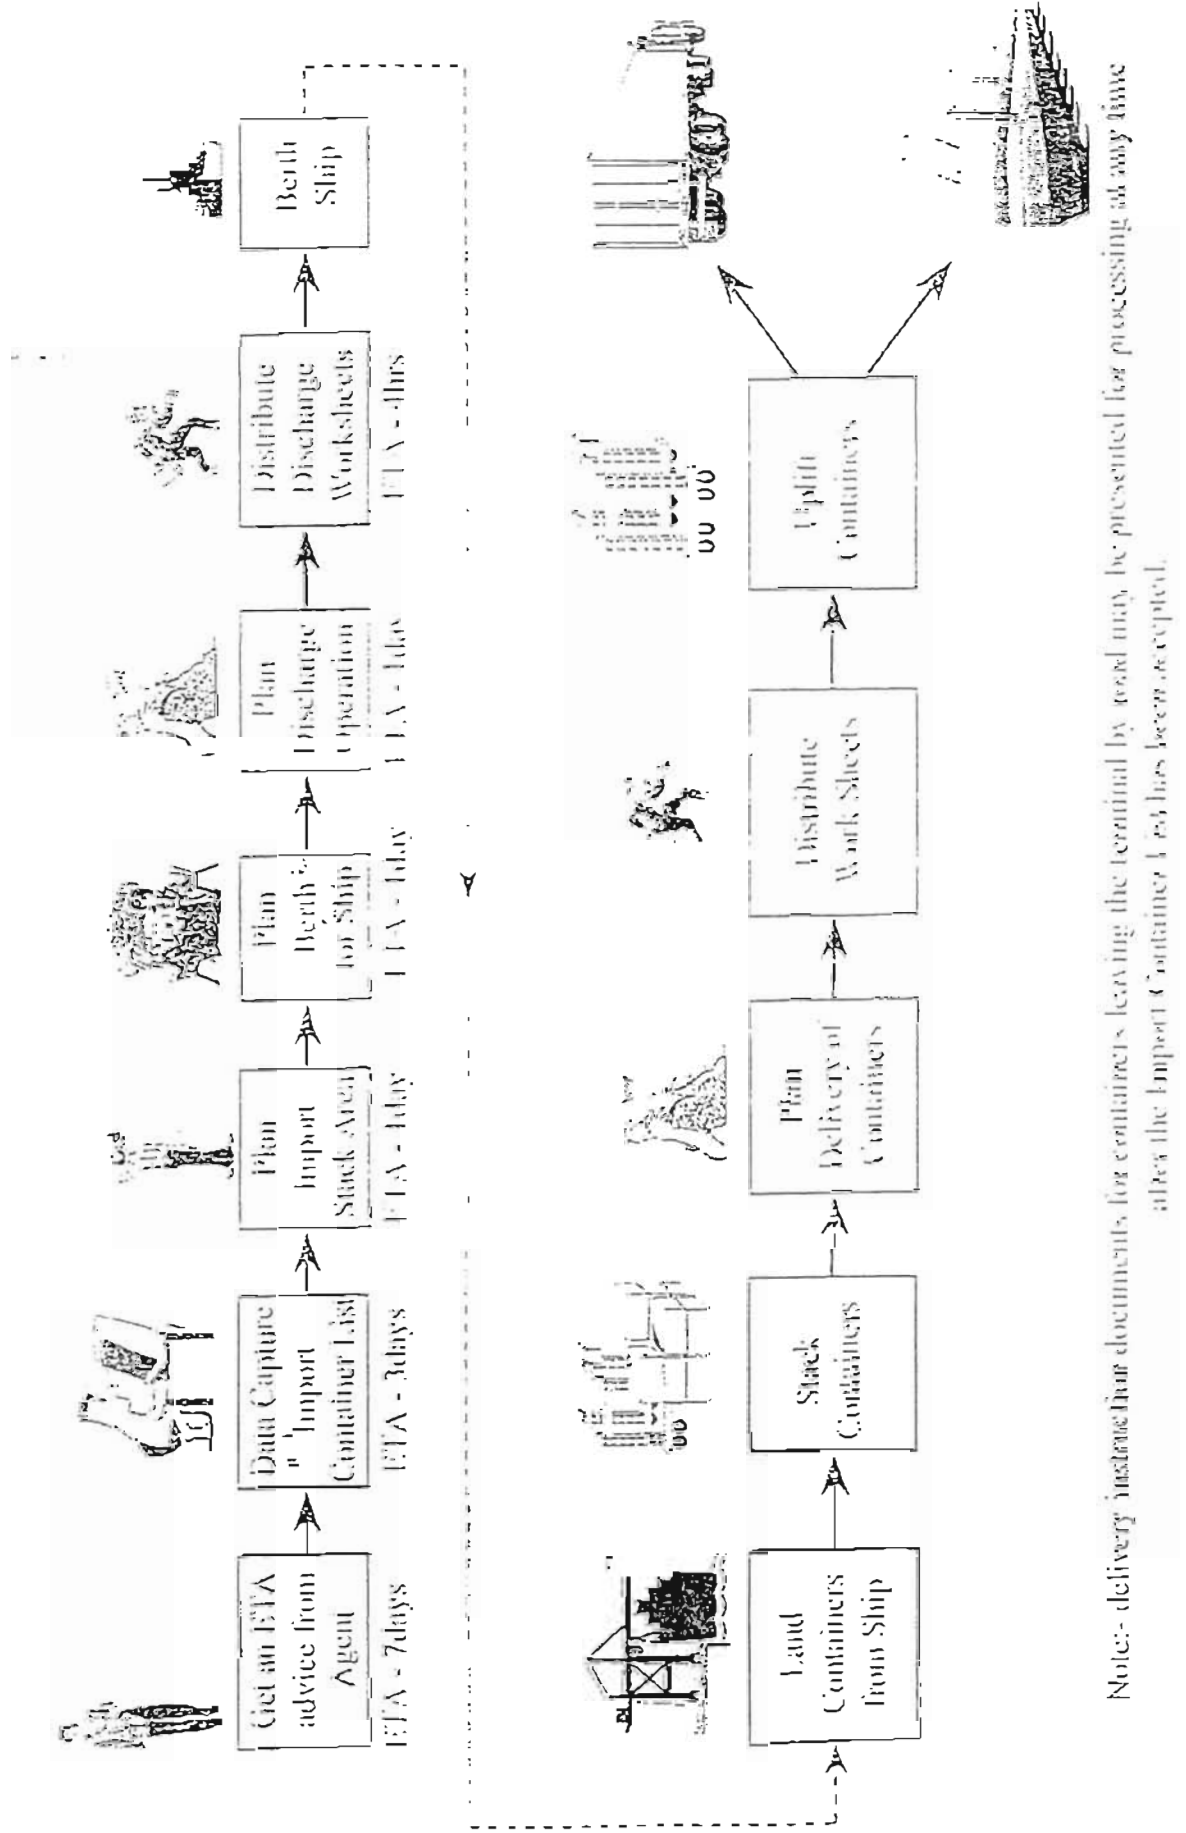 Get an ETA
advice from
Agent
ETA - 7days
Data Capture
Import
Container List
ETA - 3days
Plan
Import
Stack Area
ETA - 1day
Plan
Berth
for Ship
ETA - 1day
Plan
Discharge
Operation
ETA - 1day
Distribute
Discharge
Worksheets
ETA - 4hrs
Berth
Ship
Land
Containers
from Ship
Stack
Containers
Plan
Delivery of
Containers
Distribute
Work Sheets
Uplift
Containers
Note:- delivery instruction documents for containers leaving the terminal by road may be presented for processing at any time
after the Import Container List has been accepted.